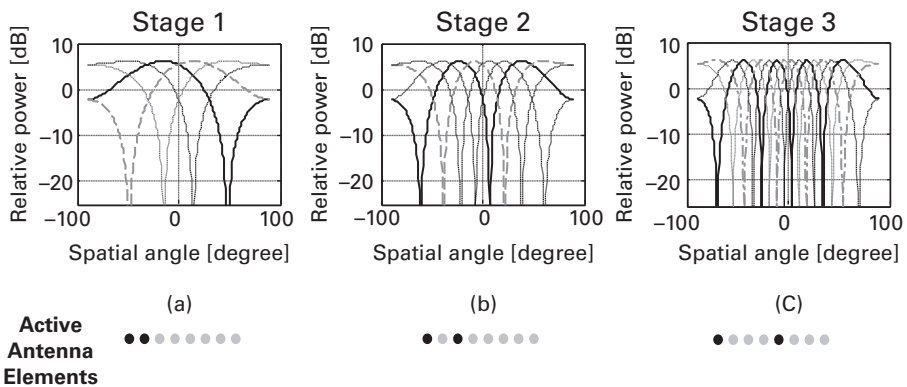 Stage 1
Stage 2
Stage 3
Relative power [dB]
10
0
−10
−20
−100
0
100
Spatial angle [degree]
Relative power [dB]
10
0
−10
−20
−100
0
100
Spatial angle [degree]
Relative power [dB]
10
0
−10
−20
−100
0
100
Spatial angle [degree]
(a)
(b)
(C)
Active
Antenna
Elements